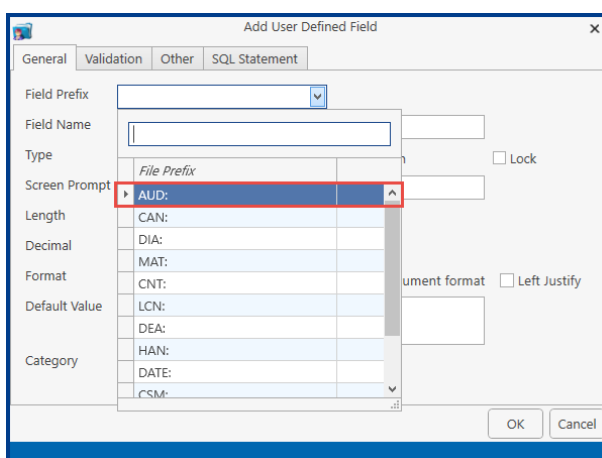 Add User Defined Field
General Validation Other SQL Statement
Field Prefix
Field Name
Type Lock
Screen Prompt
Length
Decimal
Format ument format Left Justify
Default Value
Category
File Prefix
AUD:
CAN:
DIA:
MAT:
CNT:
LCN:
DEA:
HAN:
DATE:
CSM:
OK Cancel